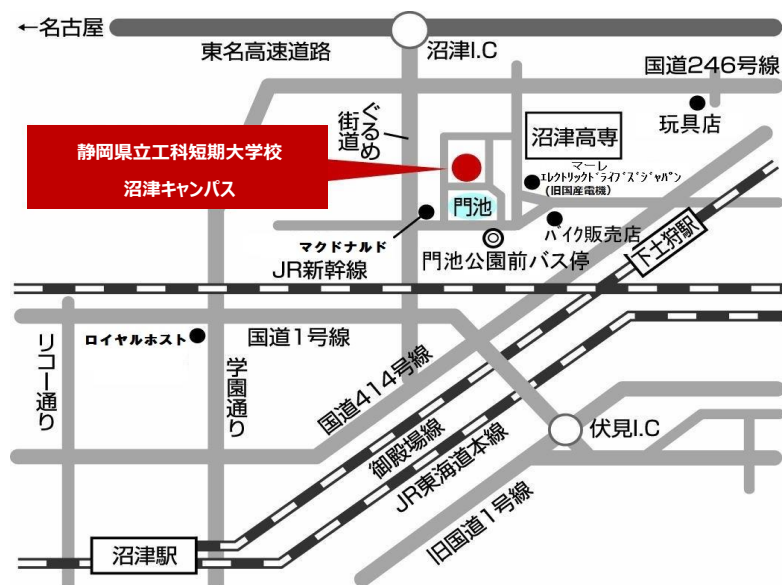 ←名古屋
東名高速道路
沼津I.C
国道246号線
ぐるめ
街道
静岡県立工科短期大学校
沼津キャンパス
沼津高専
玩具店
マーレ
エレクトリックドライブズジャパン
(旧国産電機)
門池
マクドナルド
バイク販売店
JR新幹線
門池公園前バス停
下土狩駅
ロイヤルホスト
国道1号線
リコー通り
学園通り
国道414号線
御殿場線
JR東海道本線
伏見I.C
旧国道1号線
沼津駅